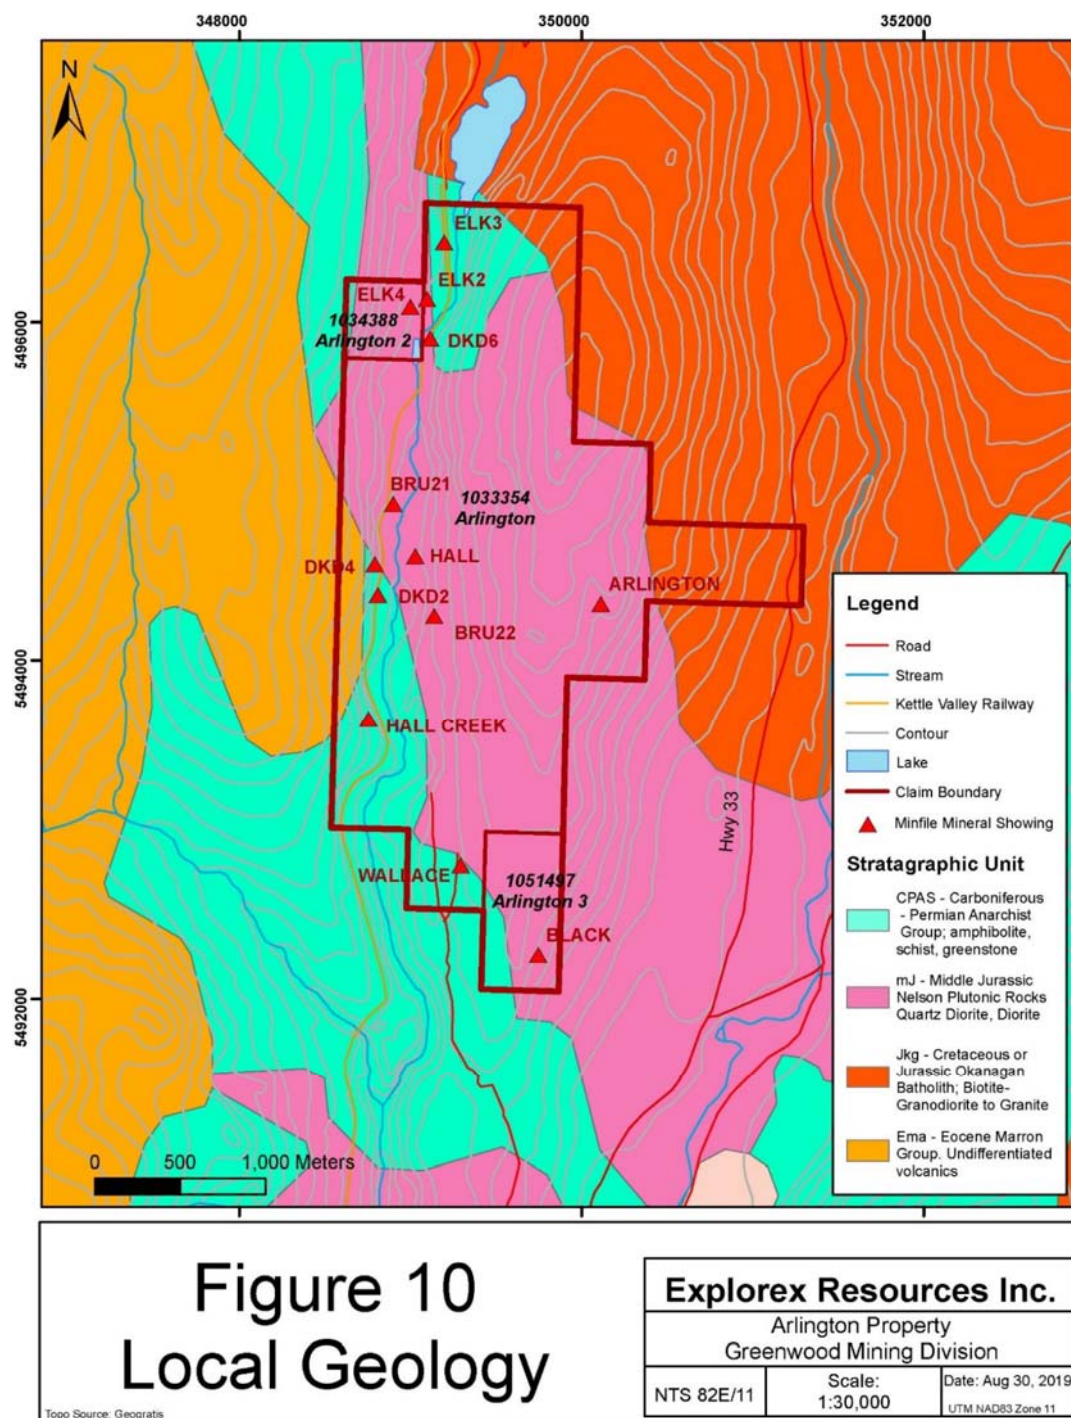 348000
350000
352000
N
ELK3
ELK2
ELK4
1034388
Arlington 2
DKD6
5496000
BRU21
1033354
Arlington
HALL
DKD4
DKD2
ARLINGTON
BRU22
5494000
HALL CREEK
Hwy 33
WALLACE
1051497
Arlington 3
BLACK
5492000
0 500 1,000 Meters
Legend
Road
Stream
Kettle Valley Railway
Contour
Lake
Claim Boundary
Minfile Mineral Showing
Stratagraphic Unit
CPAS - Carboniferous
- Permian Anarchist
Group; amphibolite,
schist, greenstone
mJ - Middle Jurassic
Nelson Plutonic Rocks
Quartz Diorite, Diorite
Jkg - Cretaceous or
Jurassic Okanagan
Batholith; Biotite-
Granodiorite to Granite
Ema - Eocene Marron
Group. Undifferentiated
volcanics
Figure 10
Local Geology
Topo Source: Geogratis
Explorex Resources Inc.
Arlington Property
Greenwood Mining Division
NTS 82E/11
Scale:
1:30,000
Date: Aug 30, 2019
UTM NAD83 Zone 11